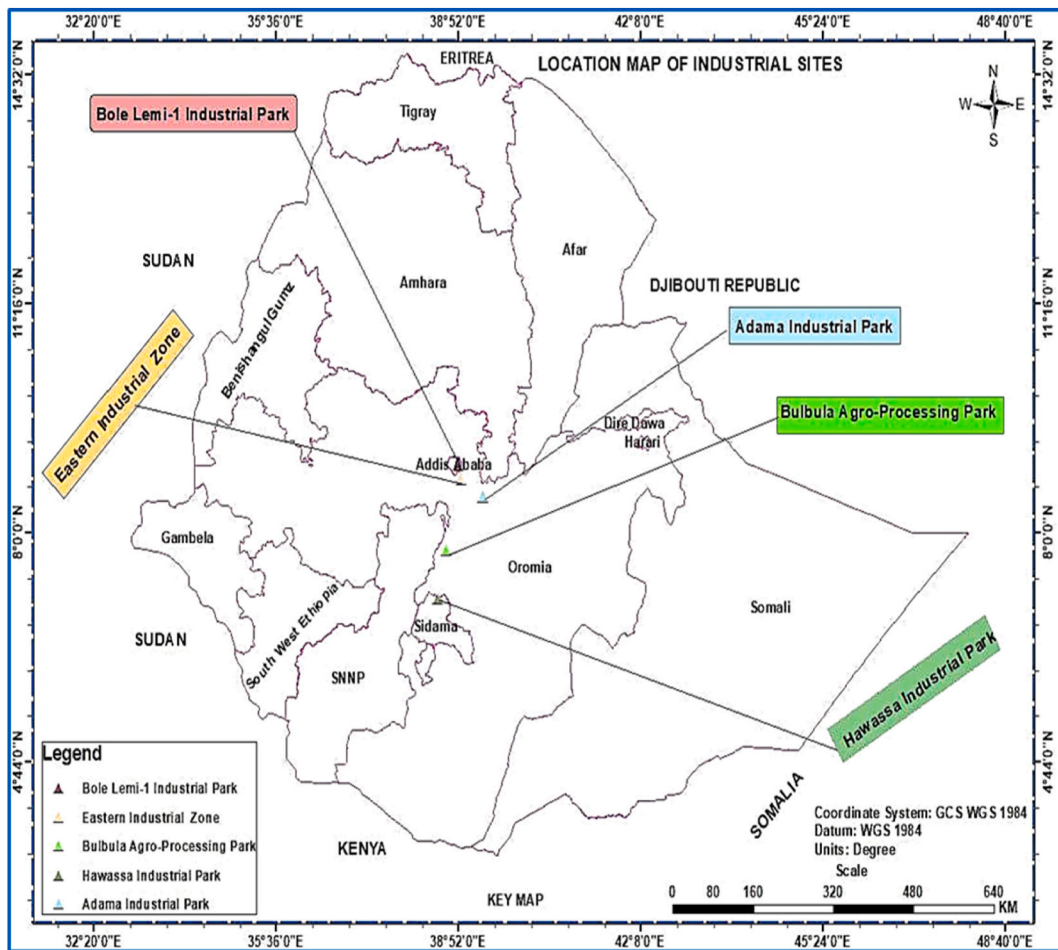 32°20'0"E 35°36'0"E 38°52'0"E 42°8'0"E 45°24'0"E 48°40'0"E
14°32'0"N
11°16'0"N
8°0'0"N
4°44'0"N
LOCATION MAP OF INDUSTRIAL SITES
N
W E
S
ERITREA
Tigray
Bole Lemi-1 Industrial Park
SUDAN
Amhara
Afar
DJIBOUTI REPUBLIC
Adama Industrial Park
Benishangul Gumz
Eastern Industrial Zone
Bulbula Agro-Processing Park
Dire Dawa
Harari
Addis Ababa
Gambela
Oromia
South West Ethiopia
Somali
SUDAN
Sidama
SNNP
Hawassa Industrial Park
SOMALIA
KENYA
Legend
Bole Lemi-1 Industrial Park
Eastern Industrial Zone
Bulbula Agro-Processing Park
Hawassa Industrial Park
Adama Industrial Park
KEY MAP
Coordinate System: GCS WGS 1984
Datum: WGS 1984
Units: Degree
Scale
0 80 160 320 480 640
KM
14°32'0"N
11°16'0"N
8°0'0"N
4°44'0"N
32°20'0"E 35°36'0"E 38°52'0"E 42°8'0"E 45°24'0"E 48°40'0"E